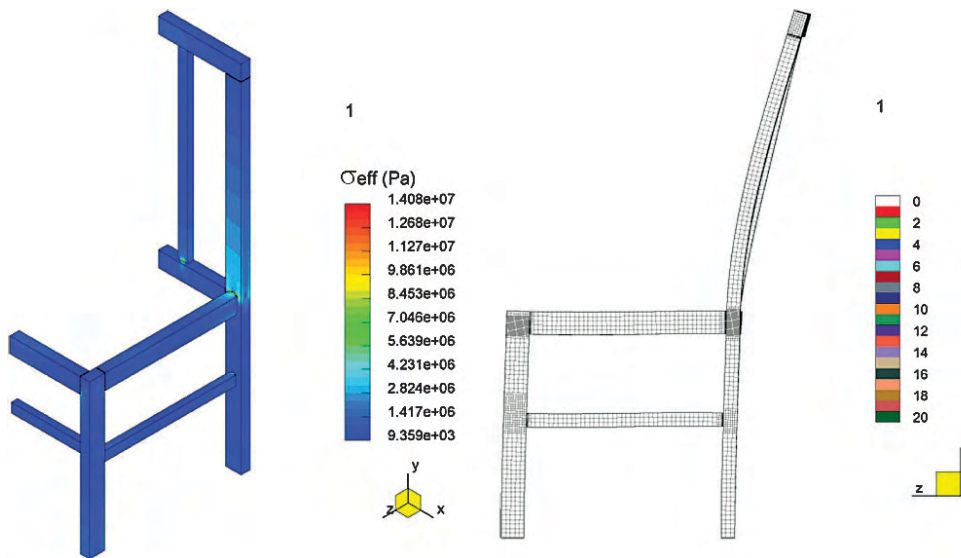 1
σeff (Pa)
1.408e+07
1.268e+07
1.127e+07
9.861e+06
8.453e+06
7.046e+06
5.639e+06
4.231e+06
2.824e+06
1.417e+06
9.359e+03
y
z
x
1
0
2
4
6
8
10
12
14
16
18
20
z